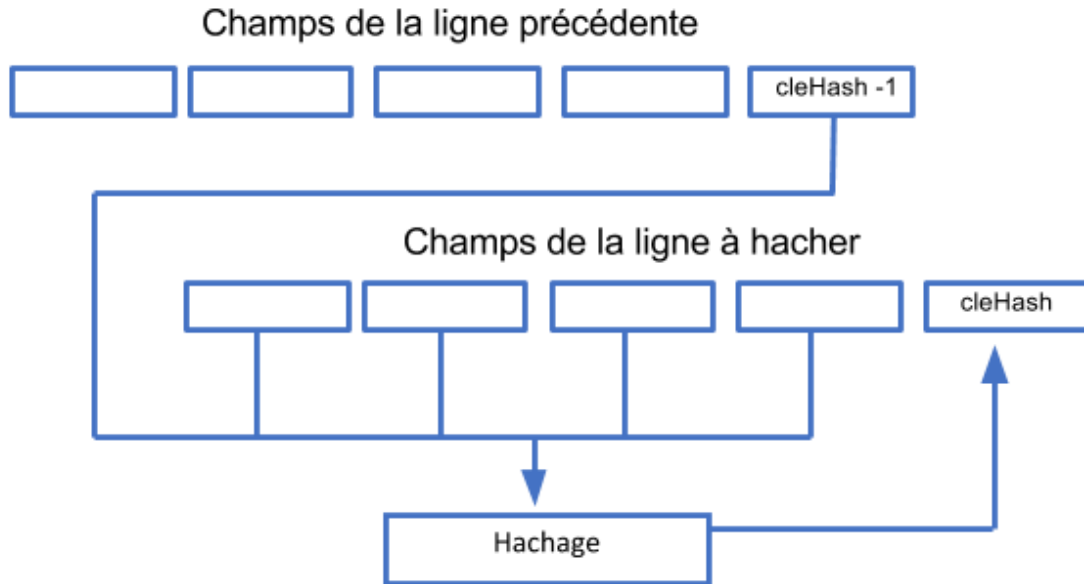 Champs de la ligne précédente
cleHash -1
Champs de la ligne à hacher
cleHash
Hachage